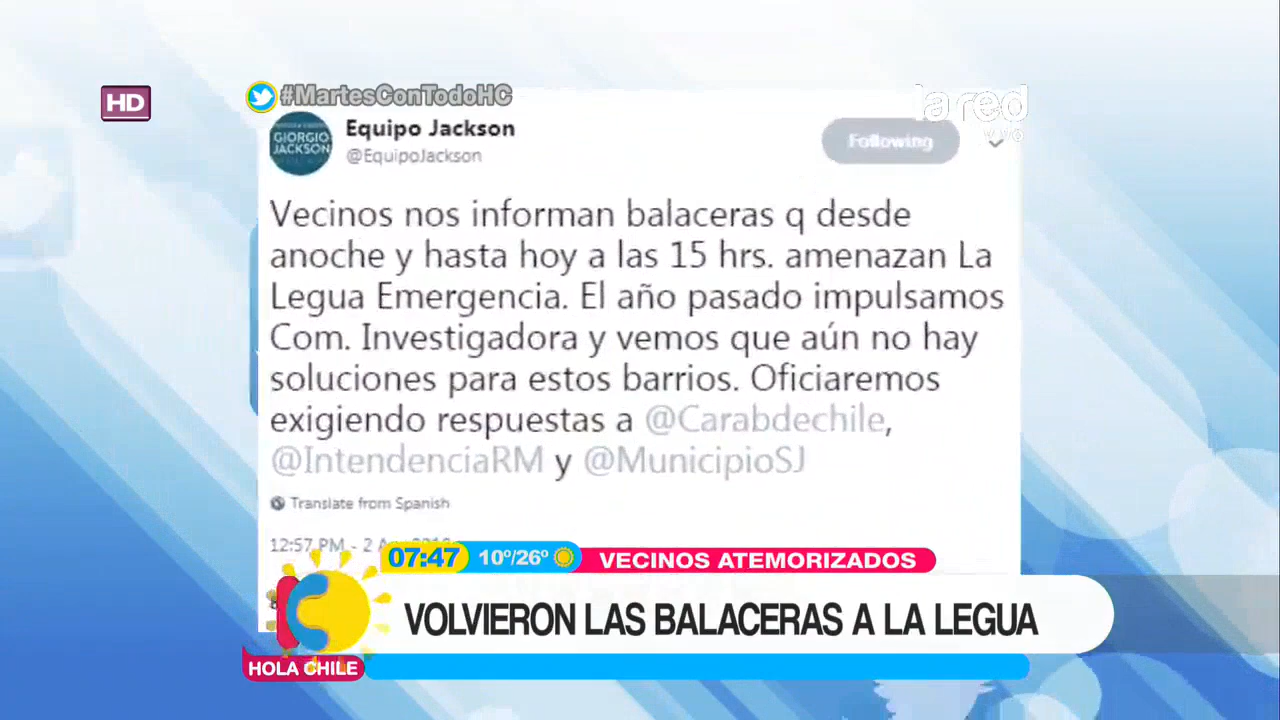 HD
#MartesConTodoHC
la red
VIVO
GIORGIO
JACKSON
Equipo Jackson
@EquipoJackson
Following
Vecinos nos informan balaceras q desde
anoche y hasta hoy a las 15 hrs. amenazan La
Legua Emergencia. El año pasado impulsamos
Com. Investigadora y vemos que aún no hay
soluciones para estos barrios. Oficiaremos
exigiendo respuestas a @Carabdechile,
@IntendenciaRM y @MunicipioSJ
Translate from Spanish
12:57 PM - 2
07:47 10º/26º VECINOS ATEMORIZADOS
VOLVIERON LAS BALACERAS A LA LEGUA
HOLA CHILE